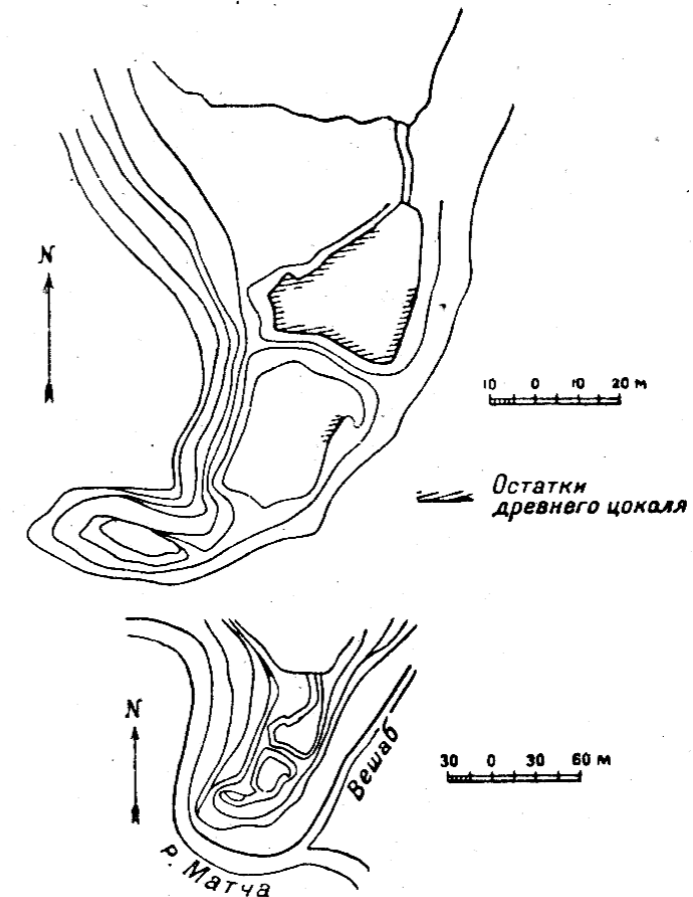 N
10 0 10 20 м
Остатки
древнего цоколя
N
30 0 30 60 м
Вешаб
р. Матча